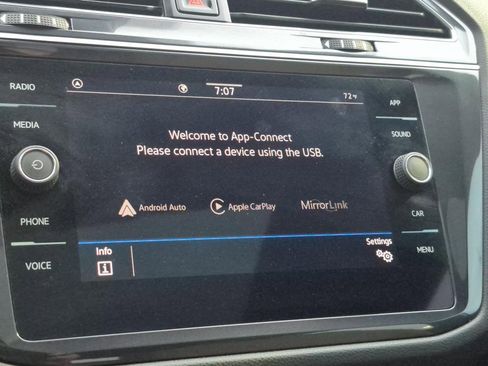 RADIO
MEDIA
PHONE
VOICE
7:07
72°F
Welcome to App-Connect
Please connect a device using the USB.
Android Auto
Apple CarPlay
MirrorLink
Info
Settings
APP
SOUND
CAR
MENU